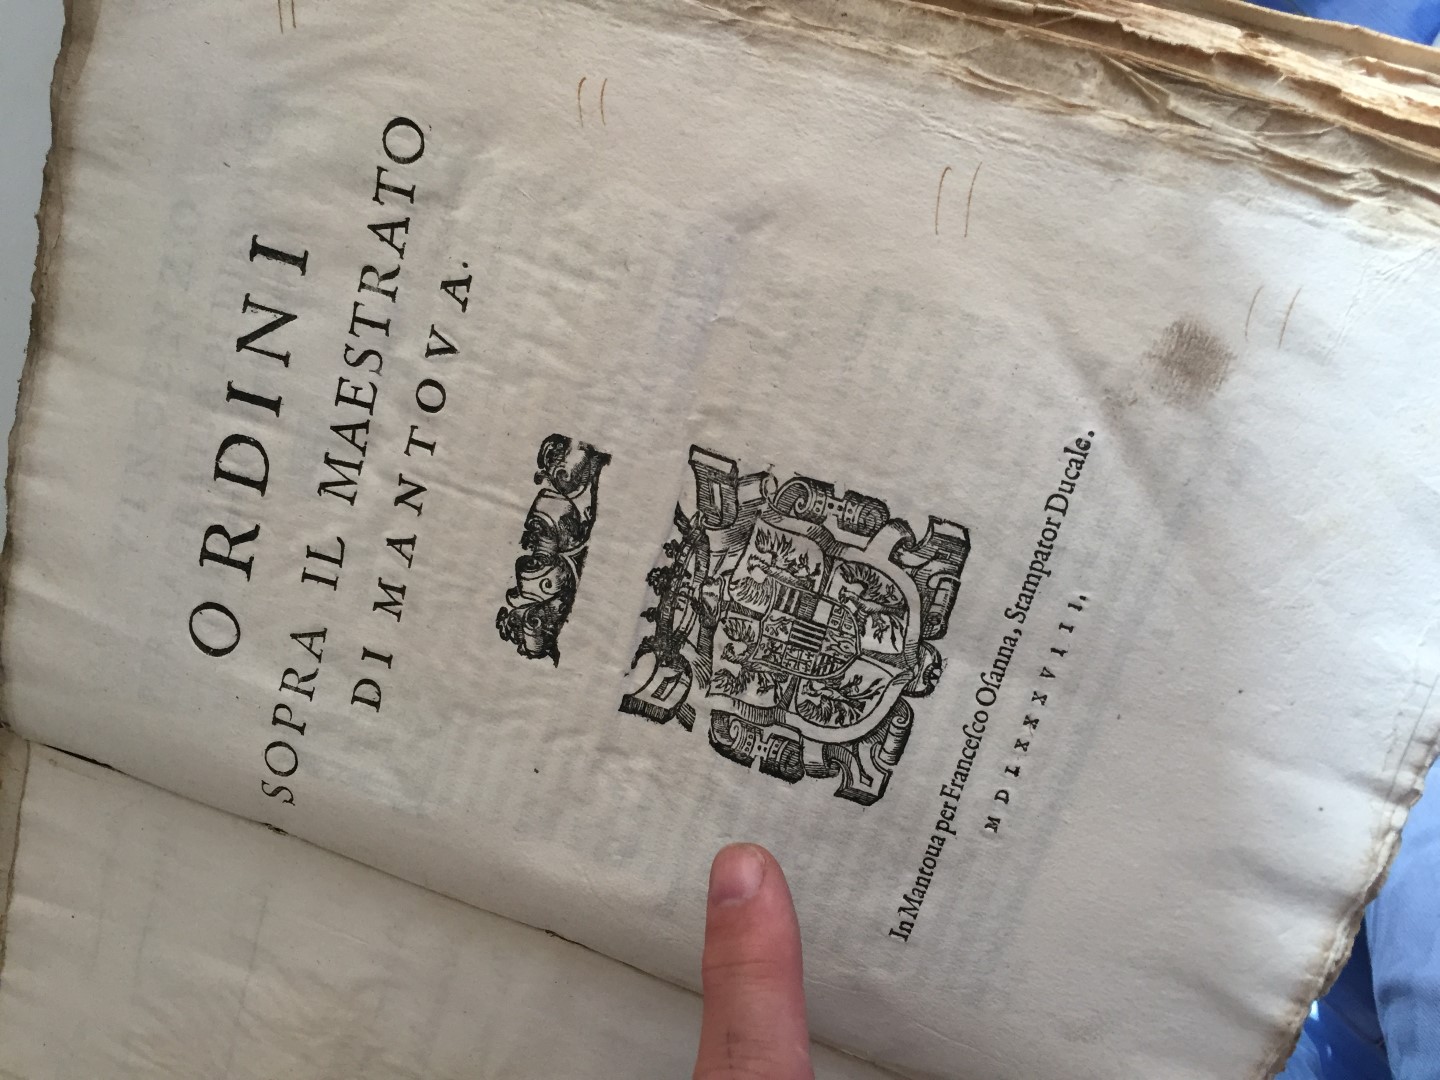 ORDINI
SOPRA IL MAESTRATO
DI MANTOVA.
In Mantoua per Franceſco Oſanna, Stampator Ducale.
M D L X X X V I I I.